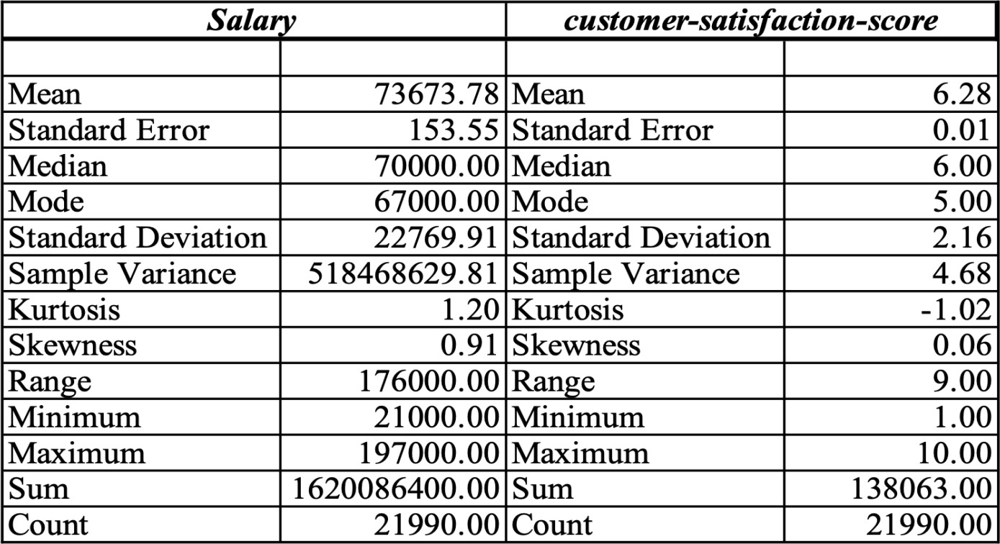 Salary customer-satisfaction-score
Mean 73673.78 Mean 6.28
Standard Error 153.55 Standard Error 0.01
Median 70000.00 Median 6.00
Mode 67000.00 Mode 5.00
Standard Deviation 22769.91 Standard Deviation 2.16
Sample Variance 518468629.81 Sample Variance 4.68
Kurtosis 1.20 Kurtosis -1.02
Skewness 0.91 Skewness 0.06
Range 176000.00 Range 9.00
Minimum 21000.00 Minimum 1.00
Maximum 197000.00 Maximum 10.00
Sum 1620086400.00 Sum 138063.00
Count 21990.00 Count 21990.00